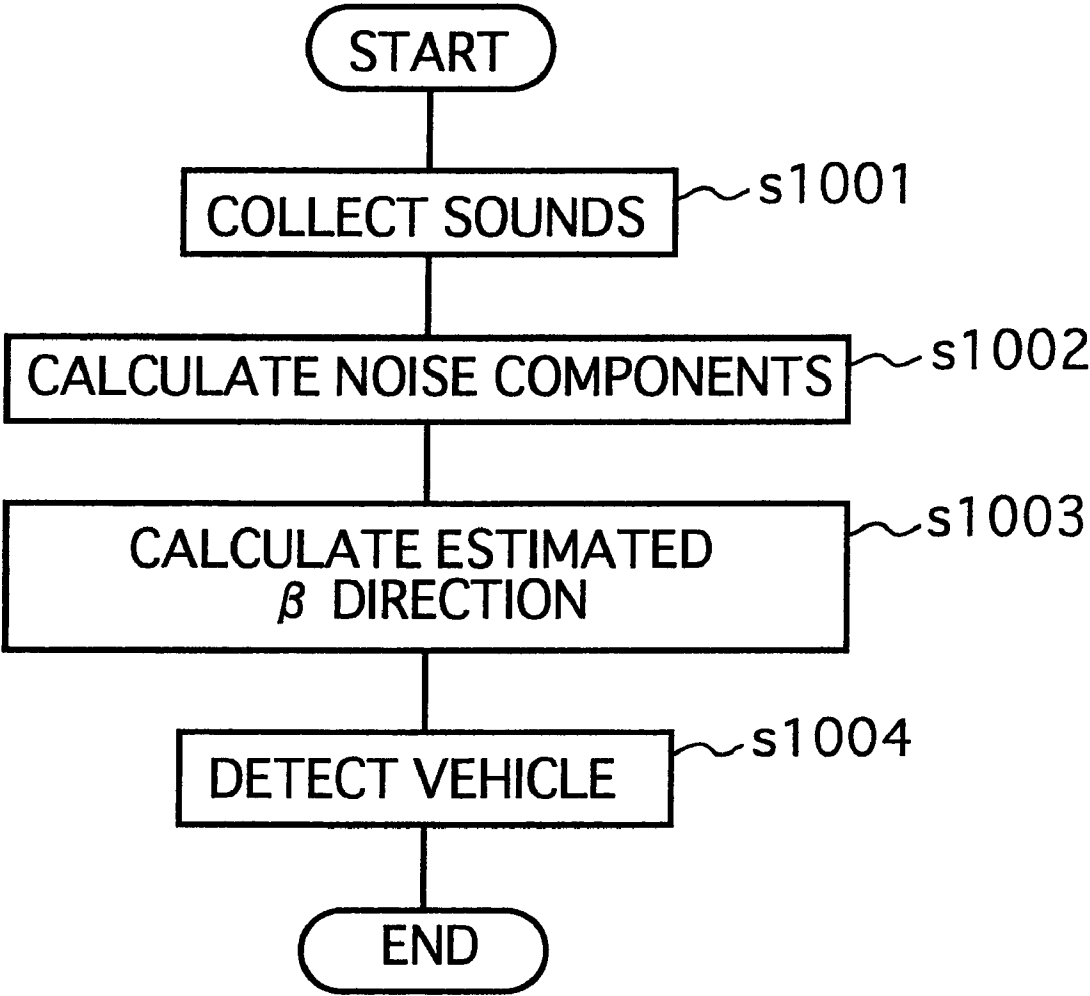 START
COLLECT SOUNDS
s1001
CALCULATE NOISE COMPONENTS
s1002
CALCULATE ESTIMATED
β DIRECTION
s1003
DETECT VEHICLE
s1004
END